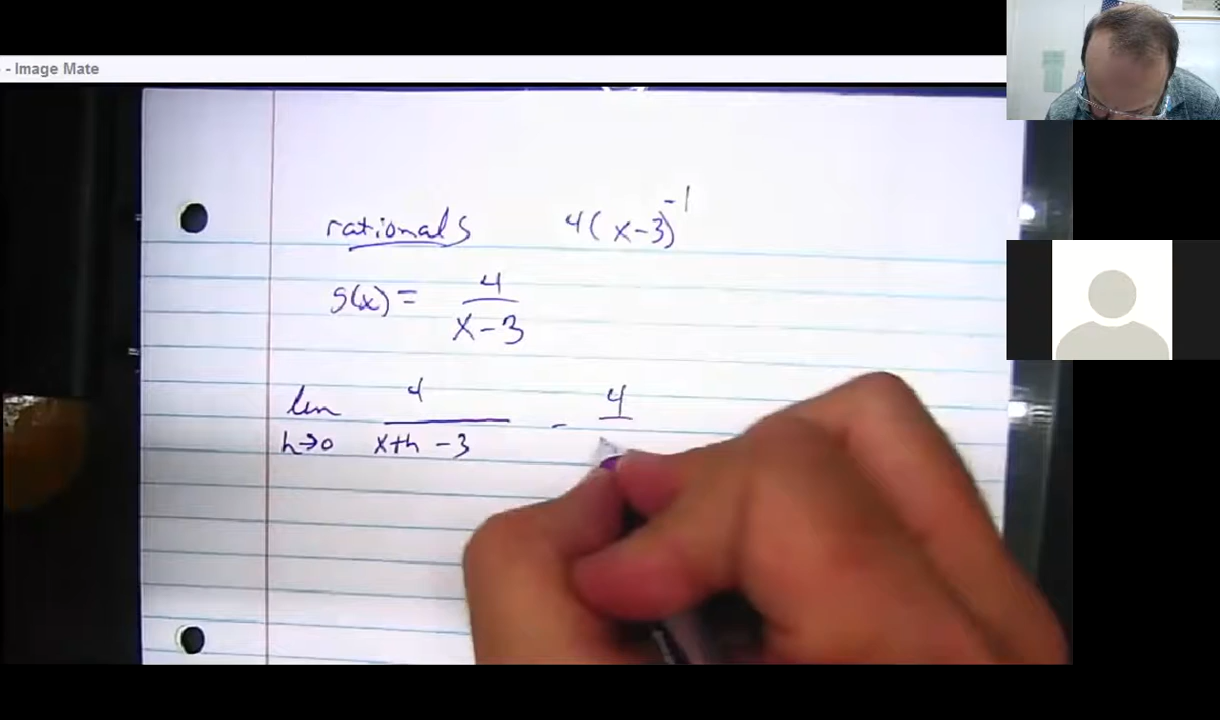 - Image Mate
rationals 4(x-3)^-1
s(x) = 4/(x-3)
lim h→0 4/(x+h-3) - 4/